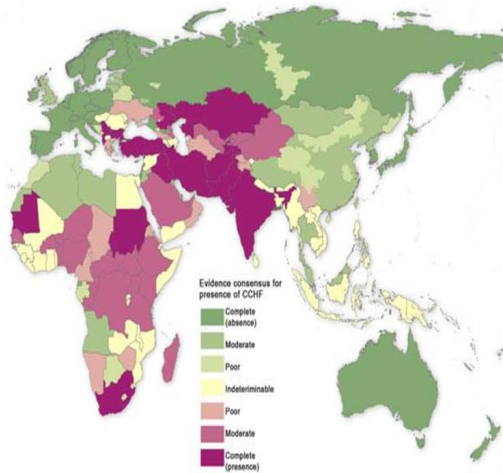 Evidence consensus for
presence of CCHF
Complete
(absence)
Moderate
Poor
Indeterminable
Poor
Moderate
Complete
(presence)